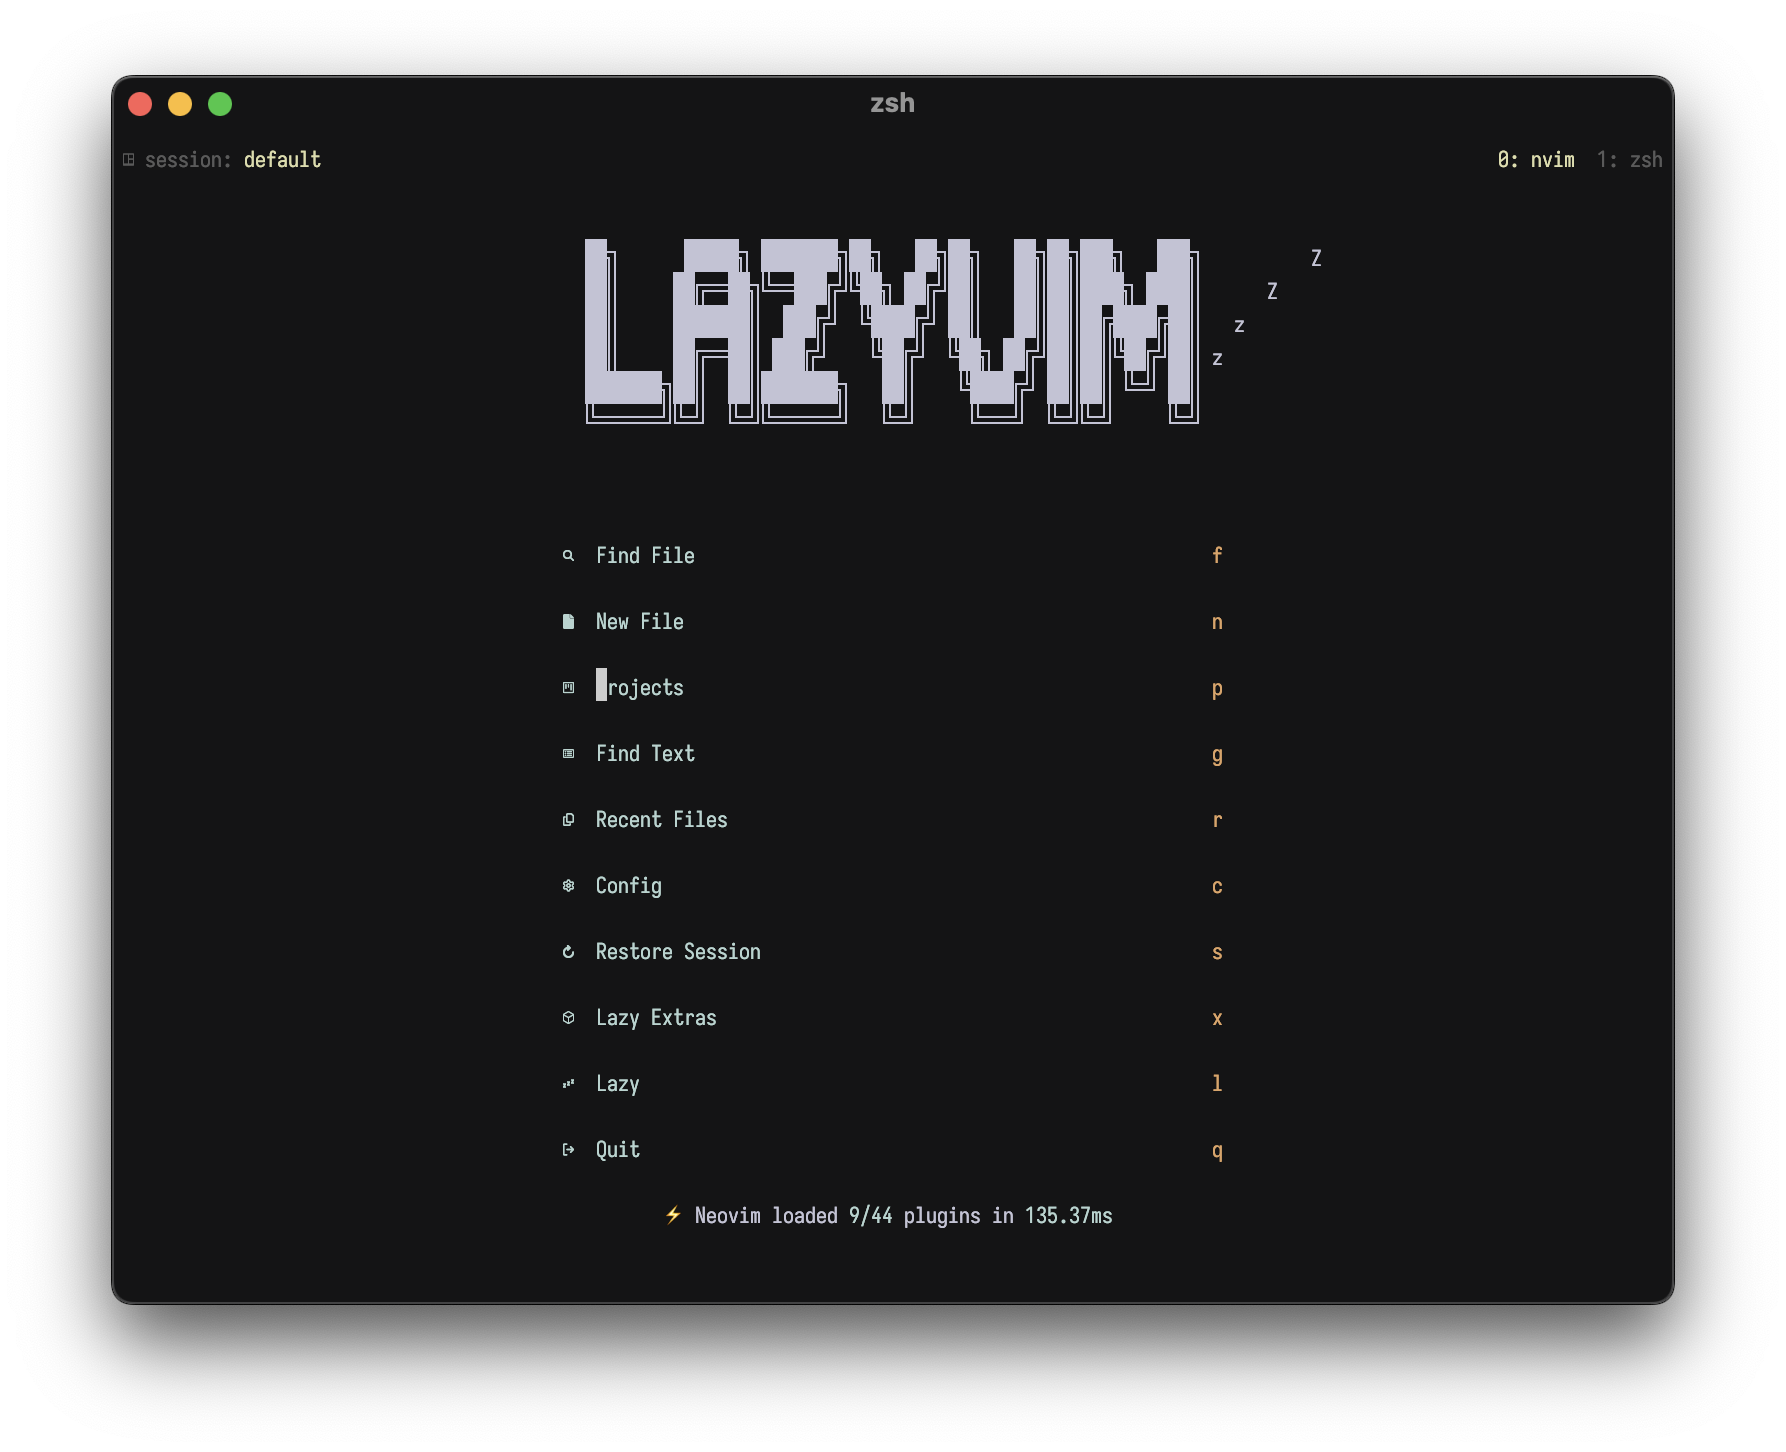 zsh
session: default 0: nvim 1: zsh
LAZYVIM
Z
Z
z
z
Find File f
New File n
rojects p
Find Text g
Recent Files r
Config c
Restore Session s
Lazy Extras x
Lazy l
Quit q
⚡ Neovim loaded 9/44 plugins in 135.37ms